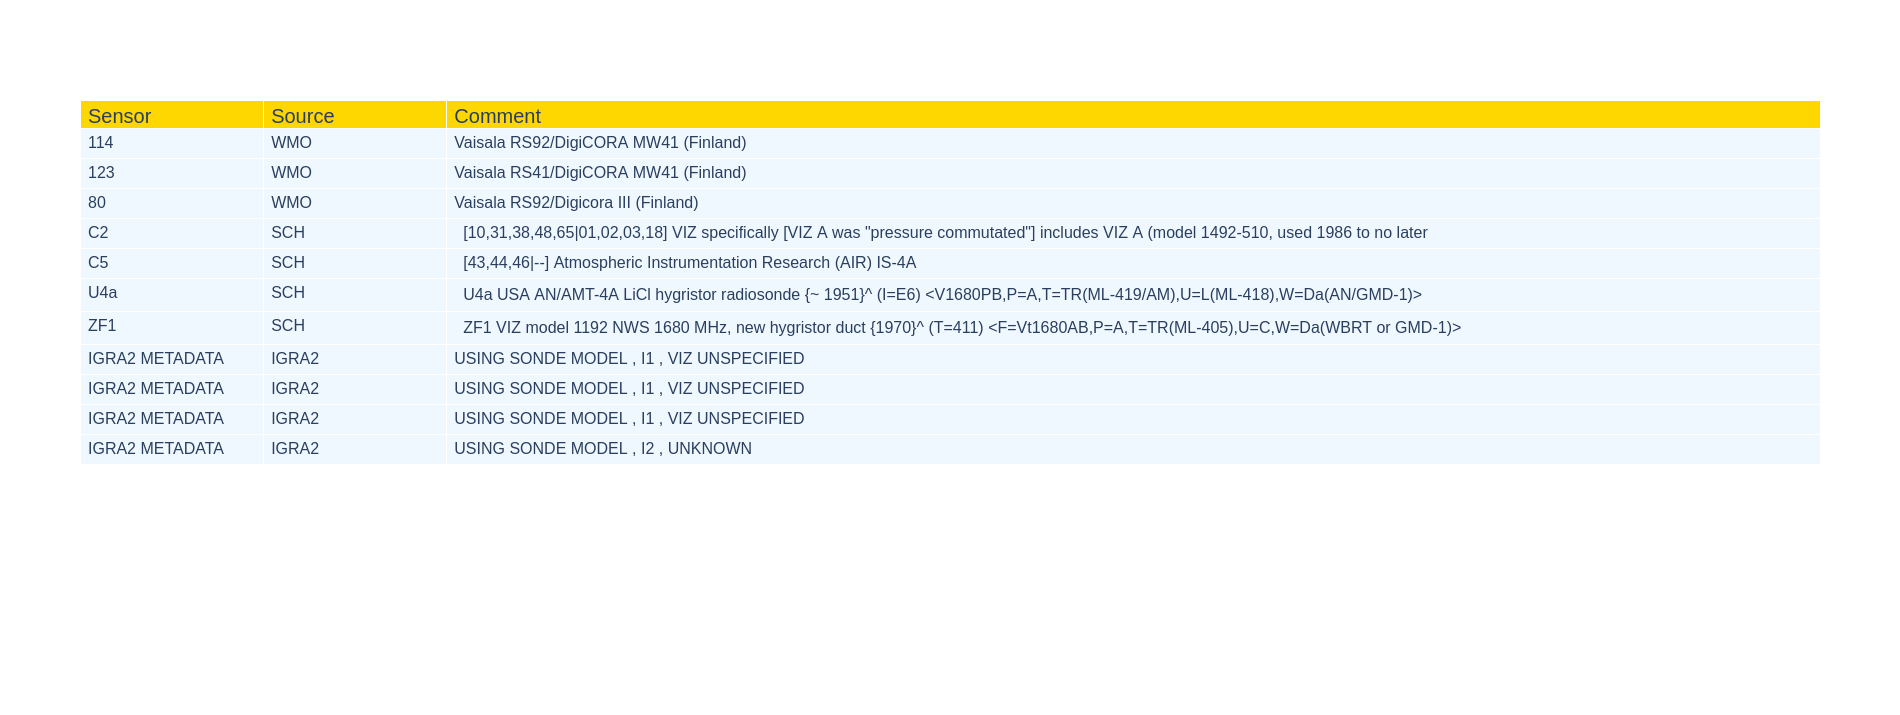 Sensor Source Comment
114 WMO Vaisala RS92/DigiCORA MW41 (Finland)
123 WMO Vaisala RS41/DigiCORA MW41 (Finland)
80 WMO Vaisala RS92/Digicora III (Finland)
C2 SCH [10,31,38,48,65|01,02,03,18] VIZ specifically [VIZ A was "pressure commutated"] includes VIZ A (model 1492-510, used 1986 to no later
C5 SCH [43,44,46|--] Atmospheric Instrumentation Research (AIR) IS-4A
U4a SCH U4a USA AN/AMT-4A LiCl hygristor radiosonde {~ 1951}^ (I=E6) <V1680PB,P=A,T=TR(ML-419/AM),U=L(ML-418),W=Da(AN/GMD-1)>
ZF1 SCH ZF1 VIZ model 1192 NWS 1680 MHz, new hygristor duct {1970}^ (T=411) <F=Vt1680AB,P=A,T=TR(ML-405),U=C,W=Da(WBRT or GMD-1)>
IGRA2 METADATA IGRA2 USING SONDE MODEL , I1 , VIZ UNSPECIFIED
IGRA2 METADATA IGRA2 USING SONDE MODEL , I1 , VIZ UNSPECIFIED
IGRA2 METADATA IGRA2 USING SONDE MODEL , I1 , VIZ UNSPECIFIED
IGRA2 METADATA IGRA2 USING SONDE MODEL , I2 , UNKNOWN